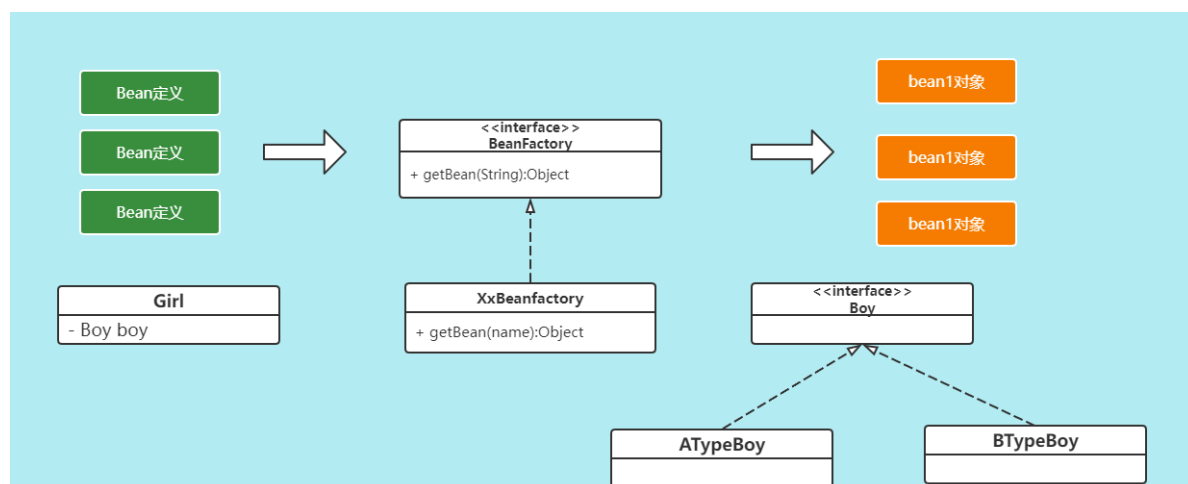 Bean定义
Bean定义
Bean定义
<<interface>>
BeanFactory
+ getBean(String):Object
bean1对象
bean1对象
bean1对象
Girl
- Boy boy
XxBeanfactory
+ getBean(name):Object
<<interface>>
Boy
ATypeBoy
BTypeBoy